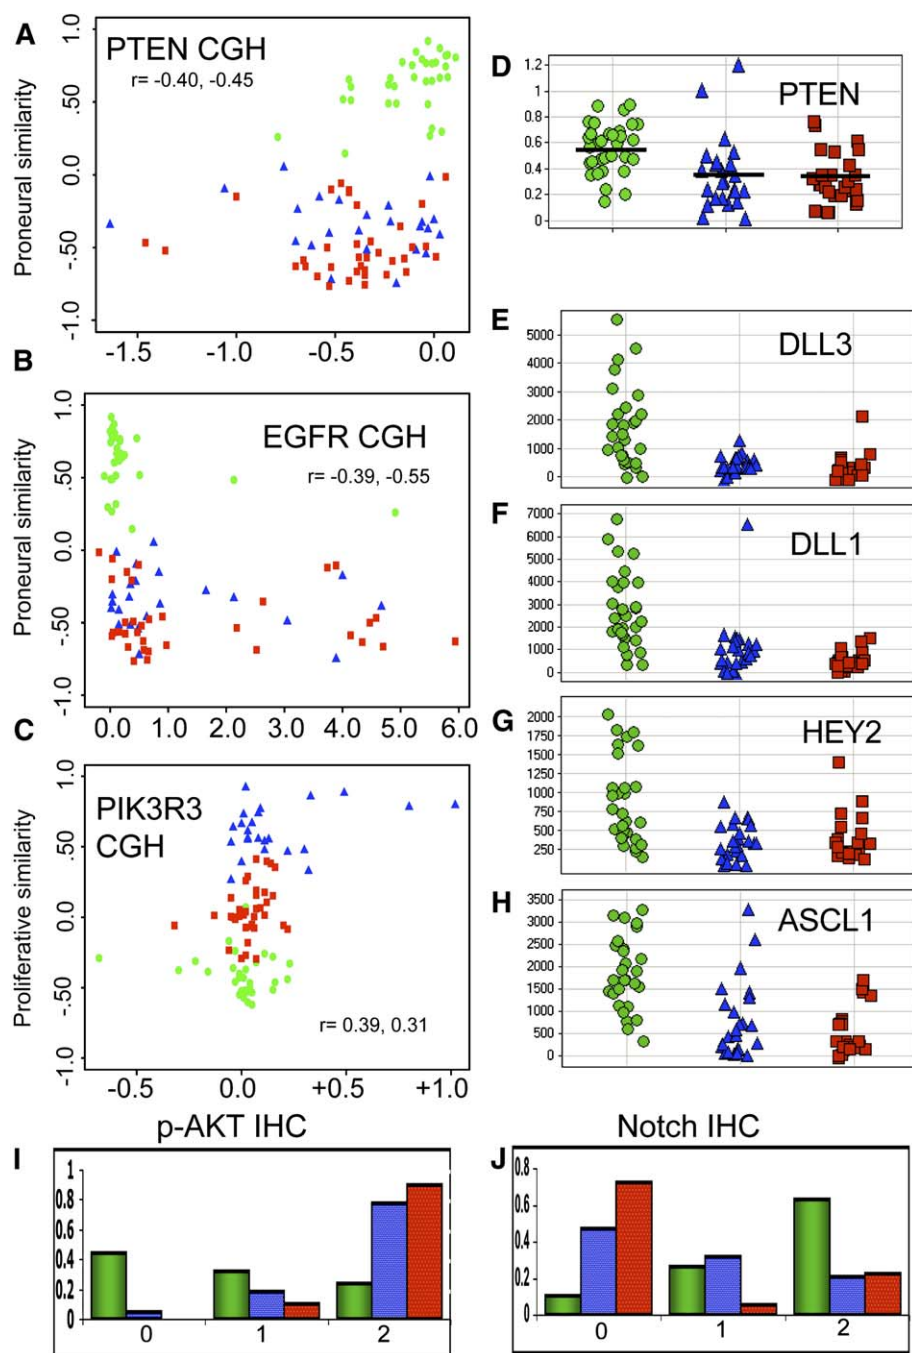 A
PTEN CGH
r= -0.40, -0.45
Proneural similarity
1.0
.50
0.0
-.50
-1.0
-1.5 -1.0 -0.5 0.0
B
EGFR CGH
r= -0.39, -0.55
Proneural similarity
1.0
.50
0.0
-.50
-1.0
0.0 1.0 2.0 3.0 4.0 5.0 6.0
C
PIK3R3
CGH
Proliferative similarity
1.0
.50
0.0
-.50
-1.0
r= 0.39, 0.31
-0.5 0.0 +0.5 +1.0
D
PTEN
1.2
1
0.8
0.6
0.4
0.2
0
E
DLL3
5000
4000
3000
2000
1000
0
F
DLL1
7000
6000
5000
4000
3000
2000
1000
0
G
HEY2
2000
1750
1500
1250
1000
750
500
250
H
ASCL1
3500
3000
2500
2000
1500
1000
500
0
p-AKT IHC
I
1
0.8
0.6
0.4
0.2
0
0 1 2
Notch IHC
J
0.8
0.6
0.4
0.2
0
0 1 2